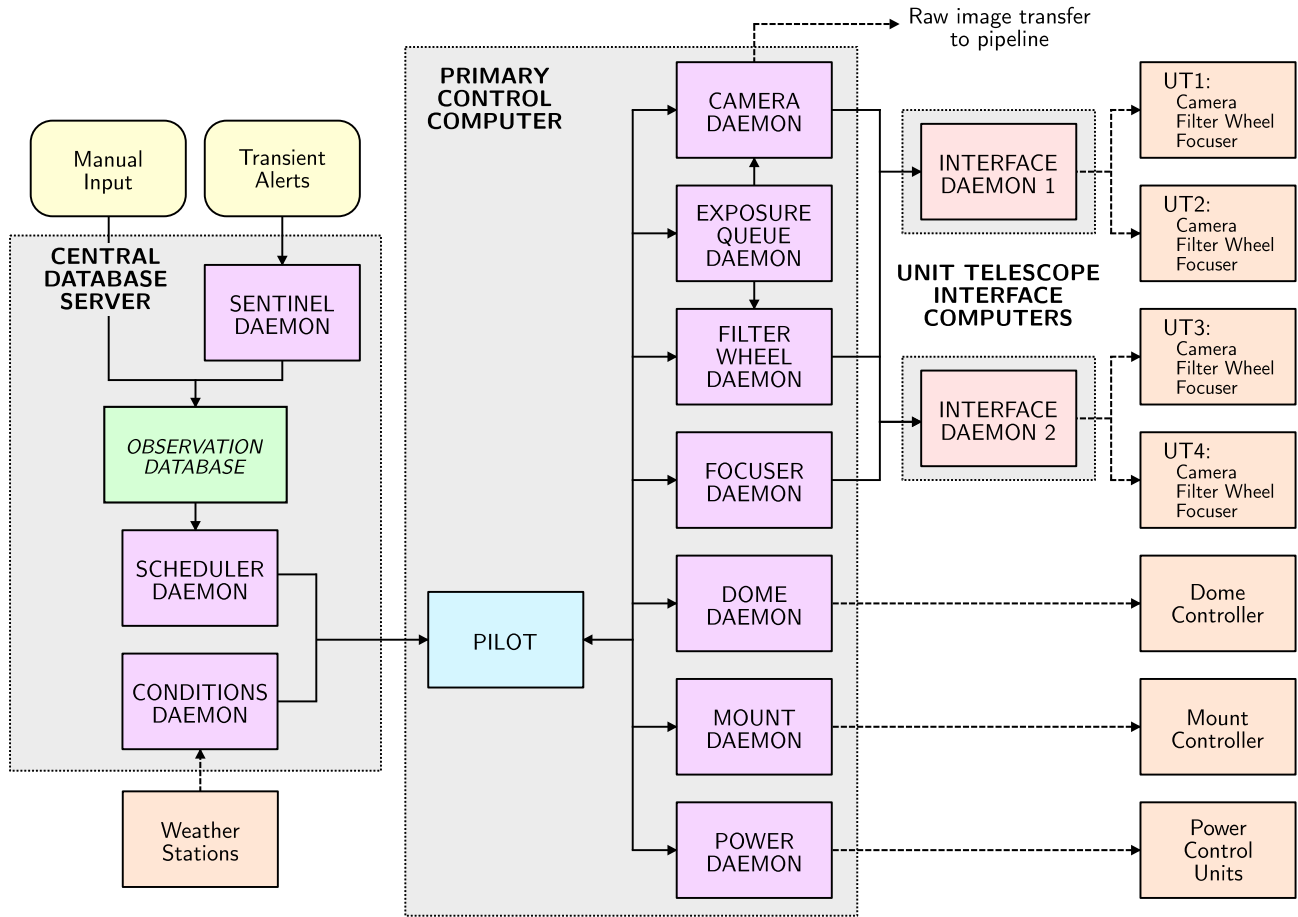 Raw image transfer
to pipeline
PRIMARY
CONTROL
COMPUTER
CAMERA
DAEMON
UT1:
Camera
Filter Wheel
Focuser
Manual
Input
Transient
Alerts
INTERFACE
DAEMON 1
EXPOSURE
QUEUE
DAEMON
UT2:
Camera
Filter Wheel
Focuser
CENTRAL
DATABASE
SERVER
SENTINEL
DAEMON
UNIT TELESCOPE
INTERFACE
COMPUTERS
FILTER
WHEEL
DAEMON
UT3:
Camera
Filter Wheel
Focuser
OBSERVATION
DATABASE
INTERFACE
DAEMON 2
FOCUSER
DAEMON
UT4:
Camera
Filter Wheel
Focuser
SCHEDULER
DAEMON
DOME
DAEMON
Dome
Controller
PILOT
CONDITIONS
DAEMON
MOUNT
DAEMON
Mount
Controller
Weather
Stations
POWER
DAEMON
Power
Control
Units